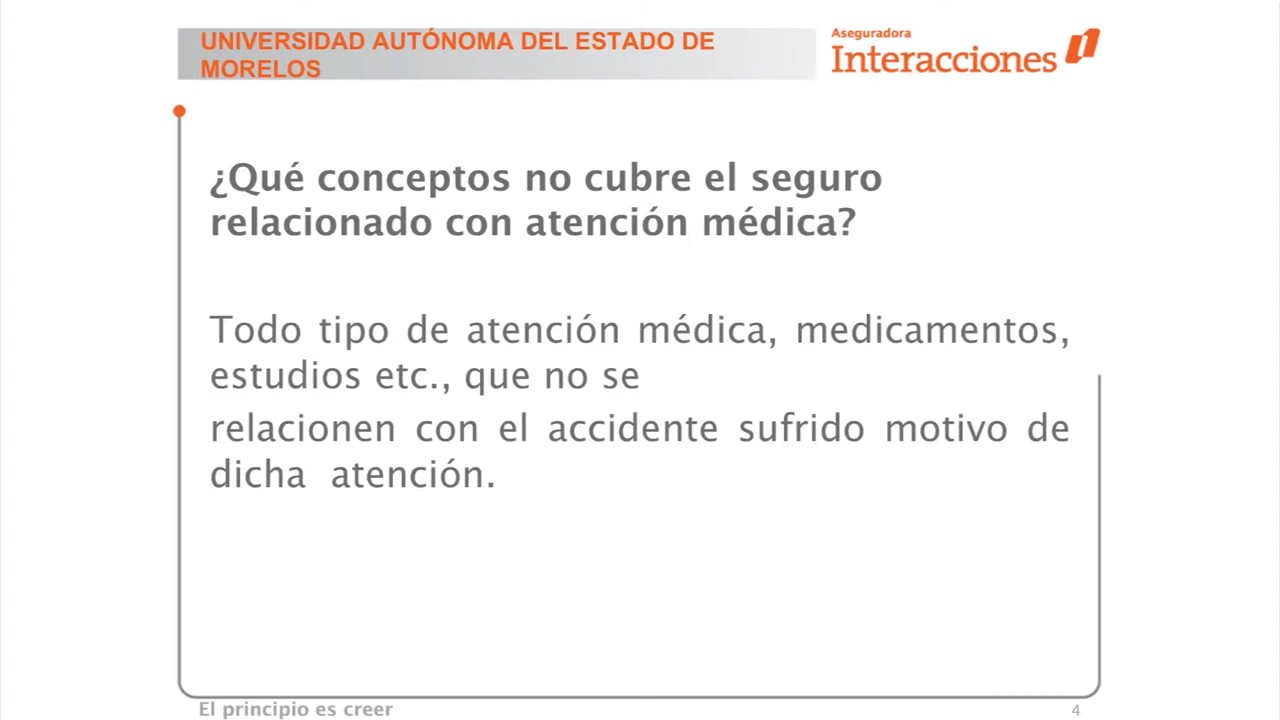 UNIVERSIDAD AUTÓNOMA DEL ESTADO DE
MORELOS
Aseguradora
Interacciones
¿Qué conceptos no cubre el seguro
relacionado con atención médica?
Todo tipo de atención médica, medicamentos,
estudios etc., que no se
relacionen con el accidente sufrido motivo de
dicha atención.
El principio es creer
4